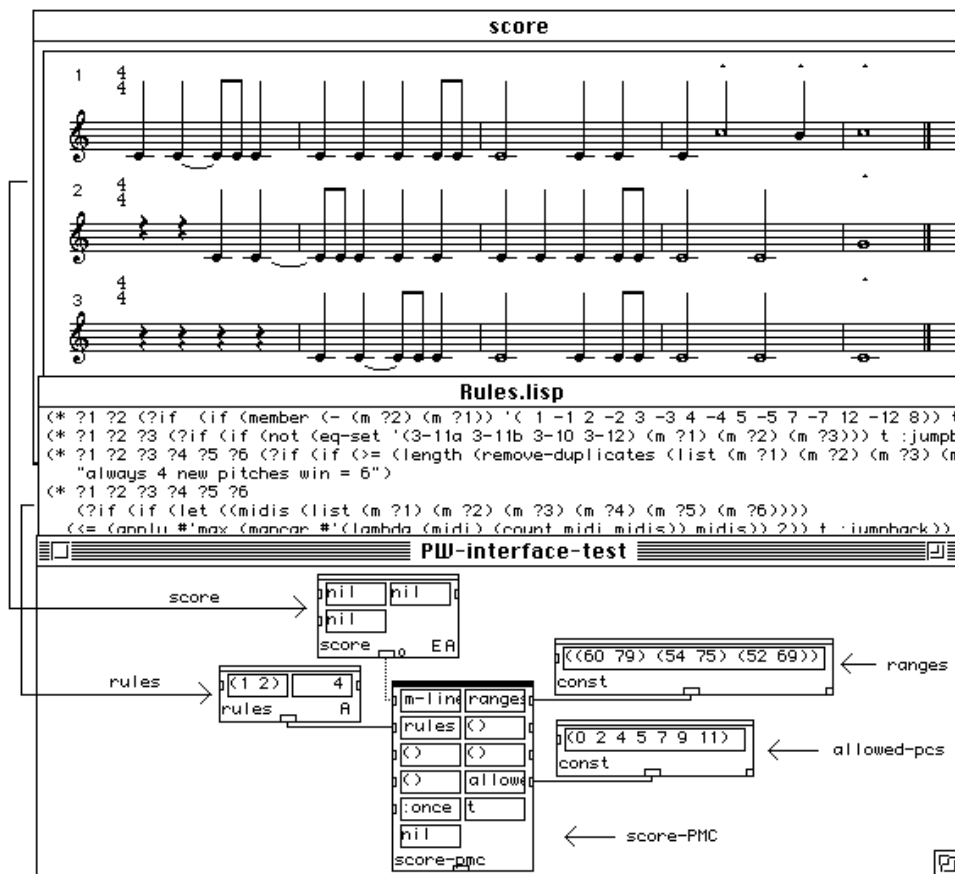 score
1 4 4
2 4 4
3 4 4
Rules.lisp
(* ?1 ?2 (?if (if (member (- (m ?2) (m ?1)) '( 1 -1 2 -2 3 -3 4 -4 5 -5 7 -7 12 -12 8)) t
(* ?1 ?2 ?3 (?if (if (not (eq-set '(3-11a 3-11b 3-10 3-12) (m ?1) (m ?2) (m ?3))) t :jumpb
(* ?1 ?2 ?3 ?4 ?5 ?6 (?if (if (>= (length (remove-duplicates (list (m ?1) (m ?2) (m ?3) (m
"always 4 new pitches win = 6")
(* ?1 ?2 ?3 ?4 ?5 ?6
(?if (if (let ((midis (list (m ?1) (m ?2) (m ?3) (m ?4) (m ?5) (m ?6))))
(<= (apply #'max (mapcar #'(lambda (midi) (count midi midis)) midis)) 2)) t :jumpback))
PW-interface-test
score
nil nil
nil
score EA
rules
(1 2) 4
rules A
((60 79) (54 75) (52 69))
const
ranges
(0 2 4 5 7 9 11)
const
allowed-pcs
m-line ranges
rules ()
() ()
() allowe
:once t
nil
score-pmc
score-PMC